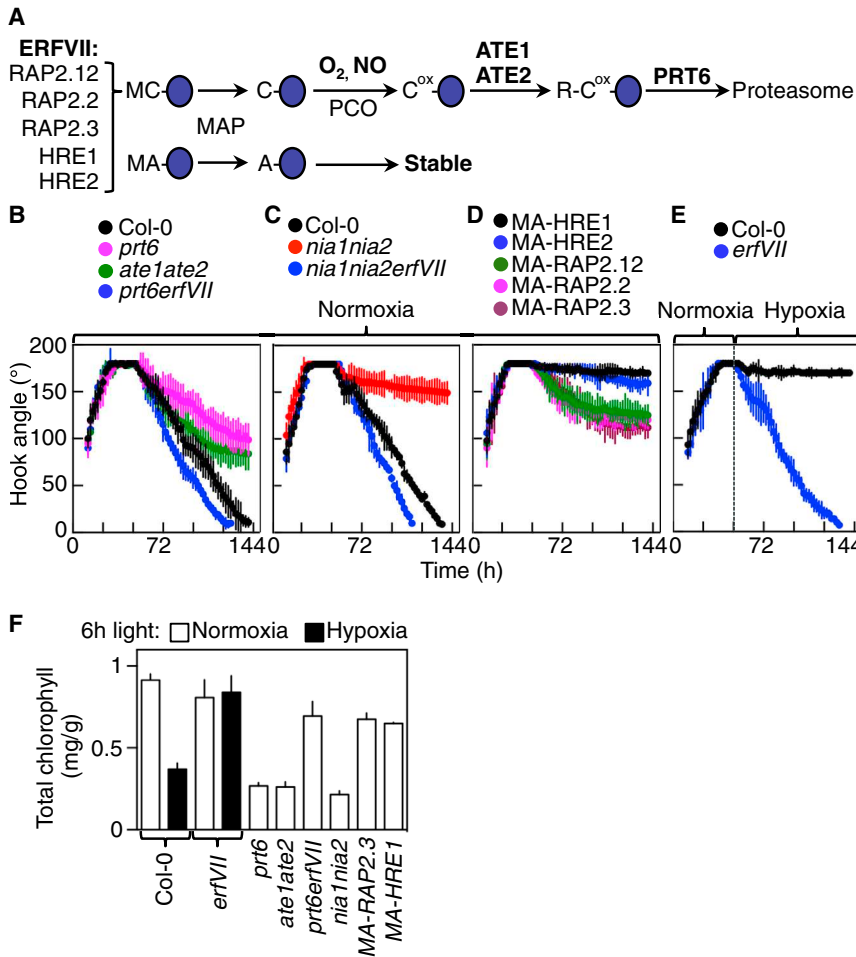 A
ERFVII:
RAP2.12
RAP2.2
RAP2.3
HRE1
HRE2
MC- C- O2, NO PCO Cox ATE1 ATE2 R-Cox PRT6 Proteasome
MAP
MA- A- Stable
B
Col-0
prt6
ate1ate2
prt6erfVII
C
Col-0
nia1nia2
nia1nia2erfVII
D
MA-HRE1
MA-HRE2
MA-RAP2.12
MA-RAP2.2
MA-RAP2.3
E
Col-0
erfVII
Normoxia
Normoxia Hypoxia
Hook angle (°)
200
150
100
50
0
0 72 144 0 72 144 0 72 144 0 72 144
Time (h)
F
6h light: Normoxia Hypoxia
Total chlorophyll
(mg/g)
1
0.5
0
Col-0
erfVII
prt6
ate1ate2
prt6erfVII
nia1nia2
MA-RAP2.3
MA-HRE1